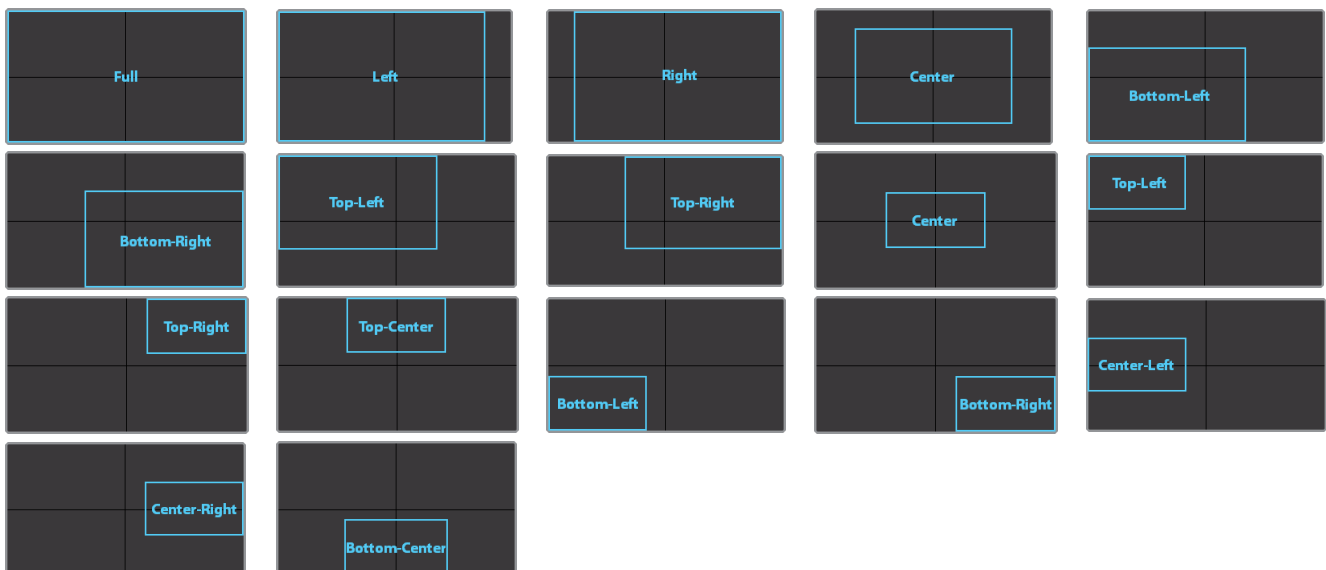 Full
Left
Right
Center
Bottom-Left
Bottom-Right
Top-Left
Top-Right
Center
Top-Left
Top-Right
Top-Center
Bottom-Left
Bottom-Right
Center-Left
Center-Right
Bottom-Center